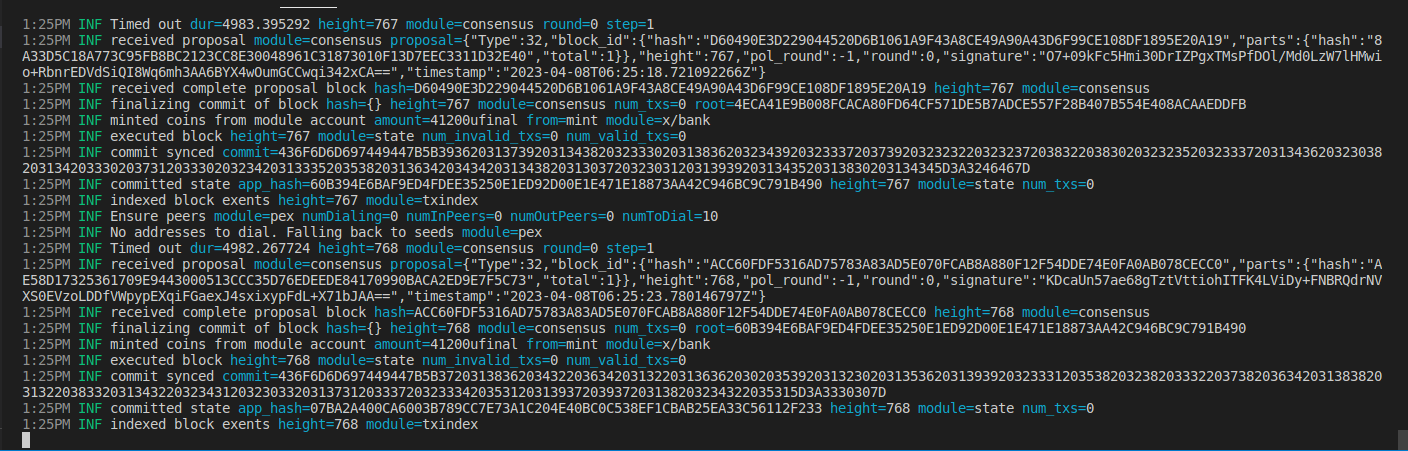 1:25PM INF Timed out dur=4983.395292 height=767 module=consensus round=0 step=1
1:25PM INF received proposal module=consensus proposal={"Type":32,"block_id":{"hash":"D60490E3D229044520D6B1061A9F43A8CE49A90A43D6F99CE108DF1895E20A19","parts":{"hash":"8
A33D5C18A773C95FB8BC2123CC8E30048961C31873010F13D7EEC3311D32E40","total":1}},"height":767,"pol_round":-1,"round":0,"signature":"O7+09kFc5Hmi30DrIZPgxTMsPfDOl/Md0LzW7lHMwi
o+RbnrEDVdSiQI8Wq6mh3AA6BYX4wOumGCCwqi342xCA==","timestamp":"2023-04-08T06:25:18.721092266Z"}
1:25PM INF received complete proposal block hash=D60490E3D229044520D6B1061A9F43A8CE49A90A43D6F99CE108DF1895E20A19 height=767 module=consensus
1:25PM INF finalizing commit of block hash={} height=767 module=consensus num_txs=0 root=4ECA41E9B008FCACA80FD64CF571DE5B7ADCE557F28B407B554E408ACAAEDDFB
1:25PM INF minted coins from module account amount=41200ufinal from=mint module=x/bank
1:25PM INF executed block height=767 module=state num_invalid_txs=0 num_valid_txs=0
1:25PM INF commit synced commit=436F6D6D697449447B5B3936203137392031343820323330203138362032343920323337203739203232322032323720383220383020323235203233372031343620323038
203134203330203731203330203234203133352035382031363420343420313438203130372032303120313939203134352031383020313434 5D3A3246467D
1:25PM INF committed state app_hash=60B394E6BAF9ED4FDEE35250E1ED92D00E1E471E18873AA42C946BC9C791B490 height=767 module=state num_txs=0
1:25PM INF indexed block exents height=767 module=txindex
1:25PM INF Ensure peers module=pex numDialing=0 numInPeers=0 numOutPeers=0 numToDial=10
1:25PM INF No addresses to dial. Falling back to seeds module=pex
1:25PM INF Timed out dur=4982.267724 height=768 module=consensus round=0 step=1
1:25PM INF received proposal module=consensus proposal={"Type":32,"block_id":{"hash":"ACC60FDF5316AD75783A83AD5E070FCAB8A880F12F54DDE74E0FA0AB078CECC0","parts":{"hash":"A
E58D17325361709E9443000513CCC35D76EDEEDE84170990BACA2ED9E7F5C73","total":1}},"height":768,"pol_round":-1,"round":0,"signature":"KDcaUn57ae68gTztVttiohITFK4LViDy+FNBRQdrNV
XS0EVzoLDDfVWpypEXqiFGaexJ4sxixypFdL+X71bJAA==","timestamp":"2023-04-08T06:25:23.780146797Z"}
1:25PM INF received complete proposal block hash=ACC60FDF5316AD75783A83AD5E070FCAB8A880F12F54DDE74E0FA0AB078CECC0 height=768 module=consensus
1:25PM INF finalizing commit of block hash={} height=768 module=consensus num_txs=0 root=60B394E6BAF9ED4FDEE35250E1ED92D00E1E471E18873AA42C946BC9C791B490
1:25PM INF minted coins from module account amount=41200ufinal from=mint module=x/bank
1:25PM INF executed block height=768 module=state num_invalid_txs=0 num_valid_txs=0
1:25PM INF commit synced commit=436F6D6D697449447B5B37203138362034322036342031322031363620302035392031323020313536203139392032333120353820323820333220373820363420313838 20
3132203833203134322032343120323033203137312033372032333420353120313937203937203138203234322035315D3A3330307D
1:25PM INF committed state app_hash=07BA2A400CA6003B789CC7E73A1C204E40BC0C538EF1CBAB25EA33C56112F233 height=768 module=state num_txs=0
1:25PM INF indexed block exents height=768 module=txindex